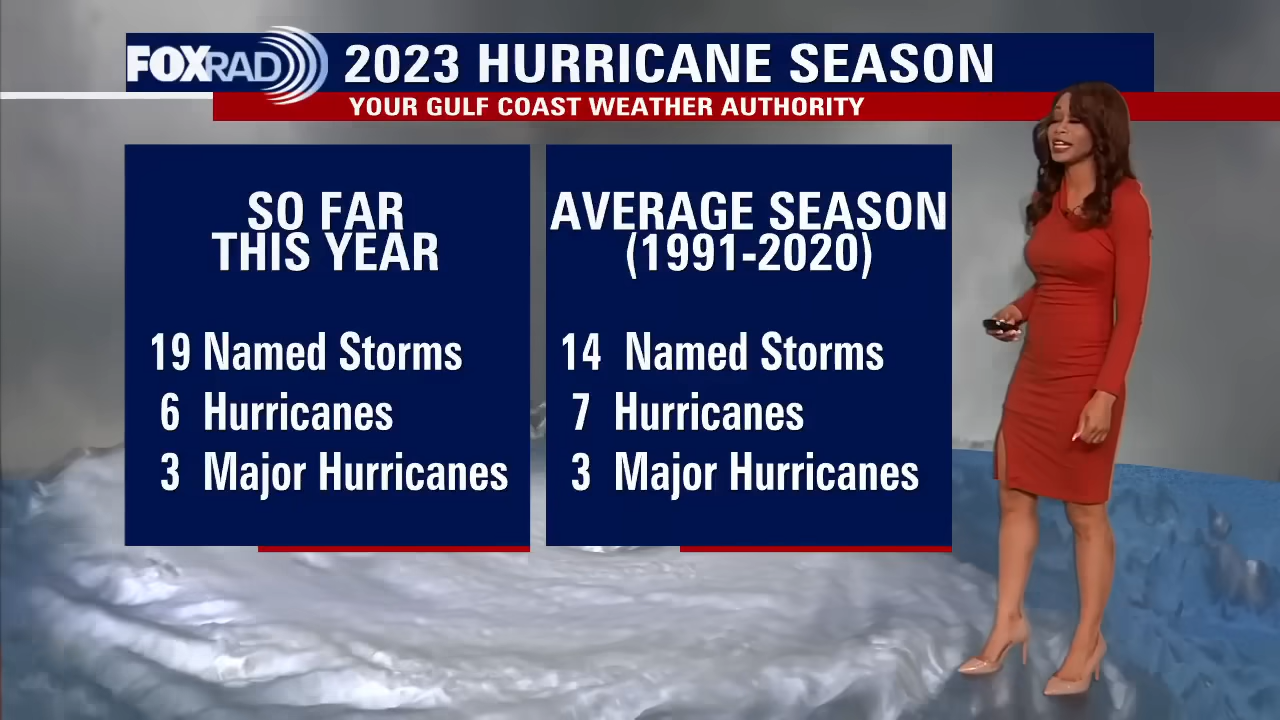 FOXRAD 2023 HURRICANE SEASON
YOUR GULF COAST WEATHER AUTHORITY
SO FAR
THIS YEAR
19 Named Storms
6 Hurricanes
3 Major Hurricanes
AVERAGE SEASON
(1991-2020)
14 Named Storms
7 Hurricanes
3 Major Hurricanes